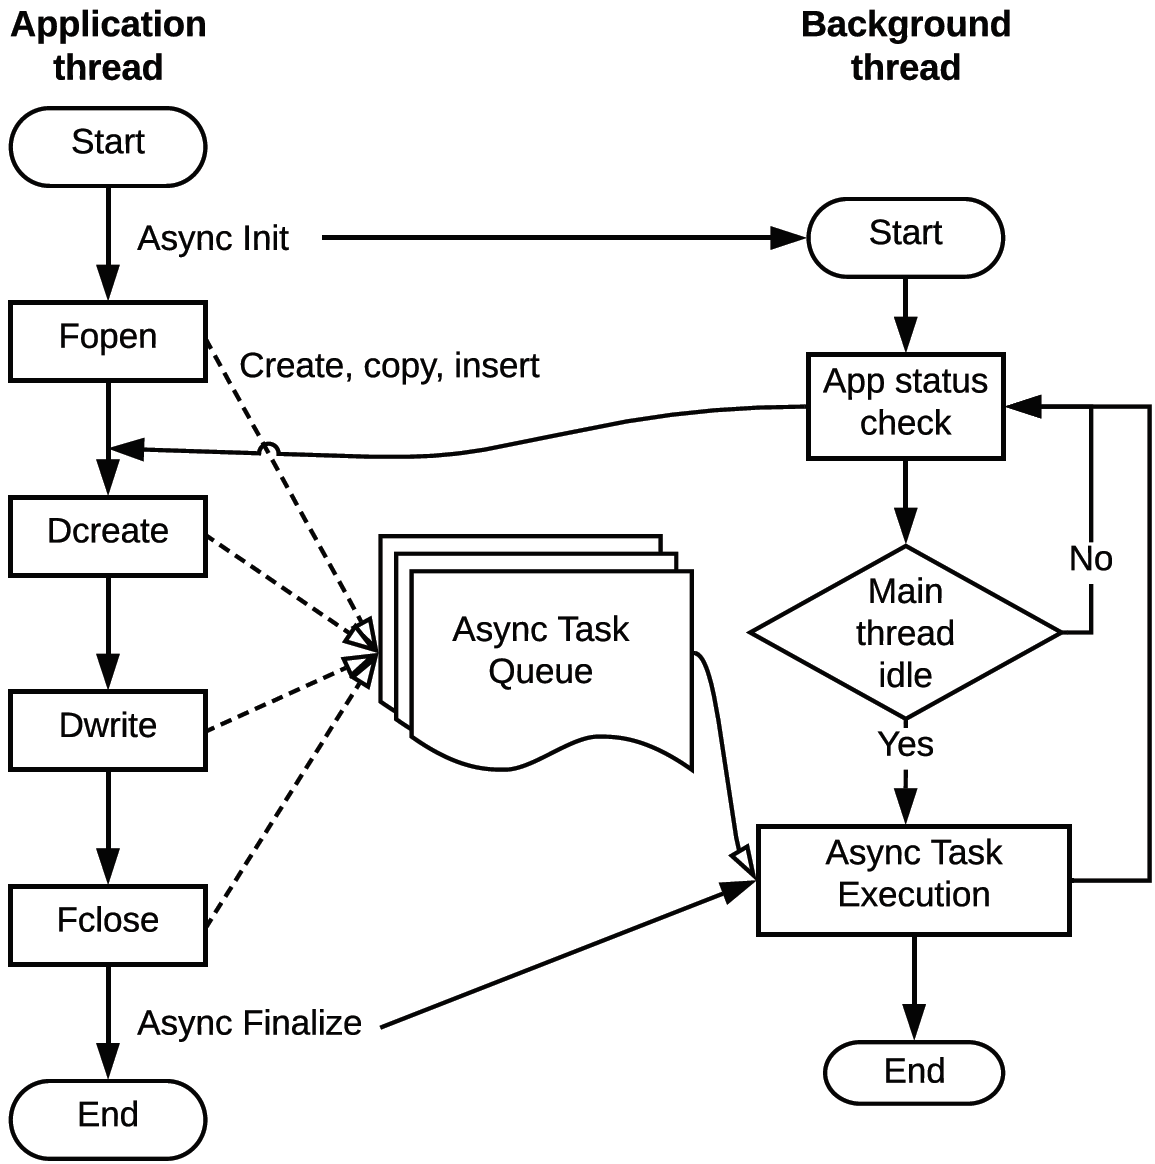 Application
thread
Background
thread
Start
Async Init
Start
Fopen
Create, copy, insert
App status
check
Dcreate
No
Main
thread
idle
Async Task
Queue
Dwrite
Yes
Async Task
Execution
Fclose
Async Finalize
End
End